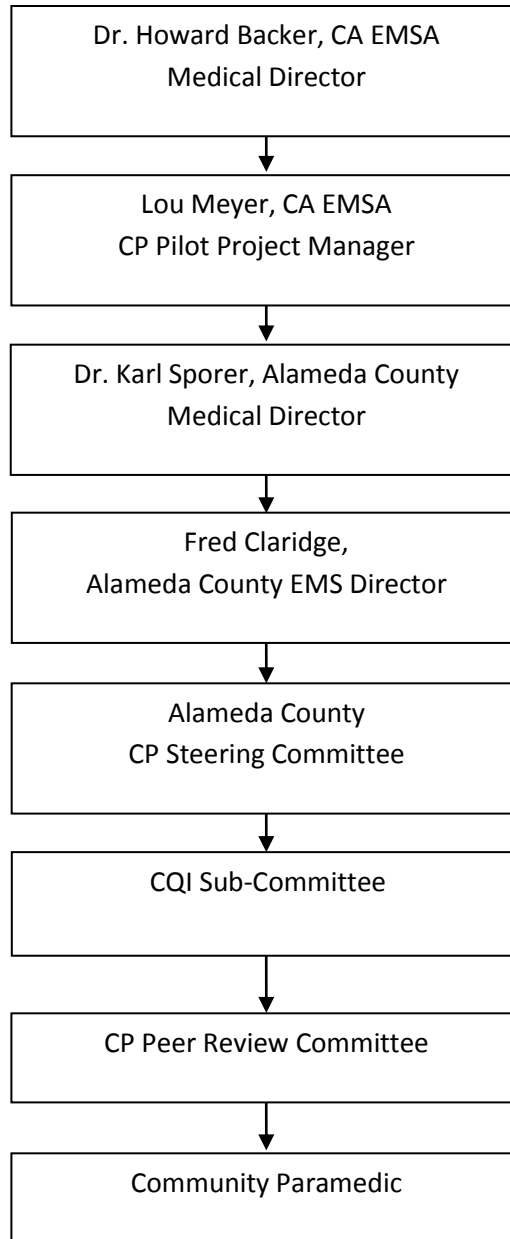 Dr. Howard Backer, CA EMSA
Medical Director
Lou Meyer, CA EMSA
CP Pilot Project Manager
Dr. Karl Sporer, Alameda County
Medical Director
Fred Claridge,
Alameda County EMS Director
Alameda County
CP Steering Committee
CQI Sub-Committee
CP Peer Review Committee
Community Paramedic